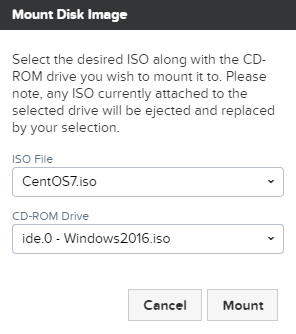 Mount Disk Image
Select the desired ISO along with the CD-
ROM drive you wish to mount it to. Please
note, any ISO currently attached to the
selected drive will be ejected and replaced
by your selection.
ISO File
CentOS7.iso
CD-ROM Drive
ide.0 - Windows2016.iso
Cancel Mount